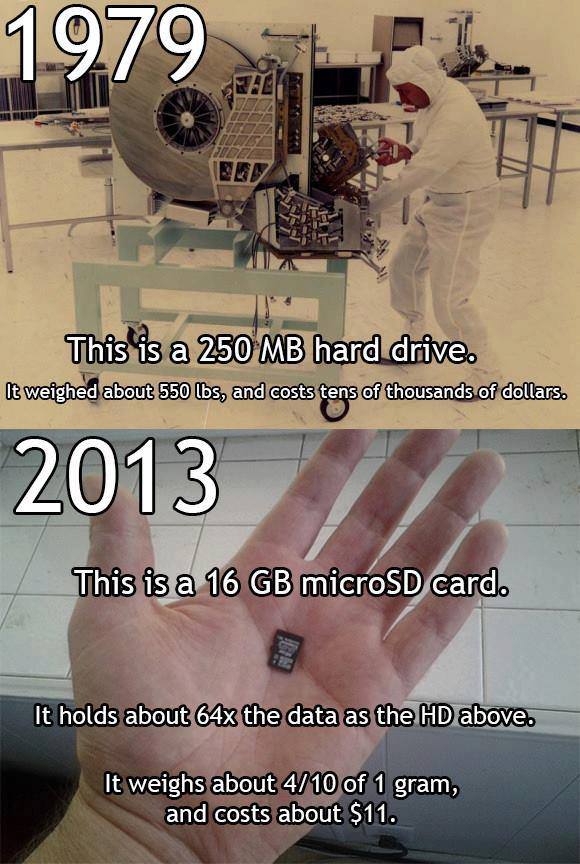 1979
This is a 250 MB hard drive.
It weighed about 550 lbs, and costs tens of thousands of dollars.
2013
This is a 16 GB microSD card.
It holds about 64x the data as the HD above.
It weighs about 4/10 of 1 gram,
and costs about $11.